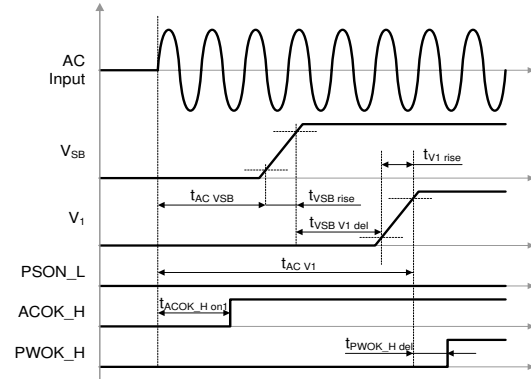 AC
Input
VSB
tV1 rise
tAC VSB
tVSB rise
V1
tVSB V1 del
PSON_L
tAC V1
ACOK_H
tACOK_H on1
PWOK_H
tPWOK_H del